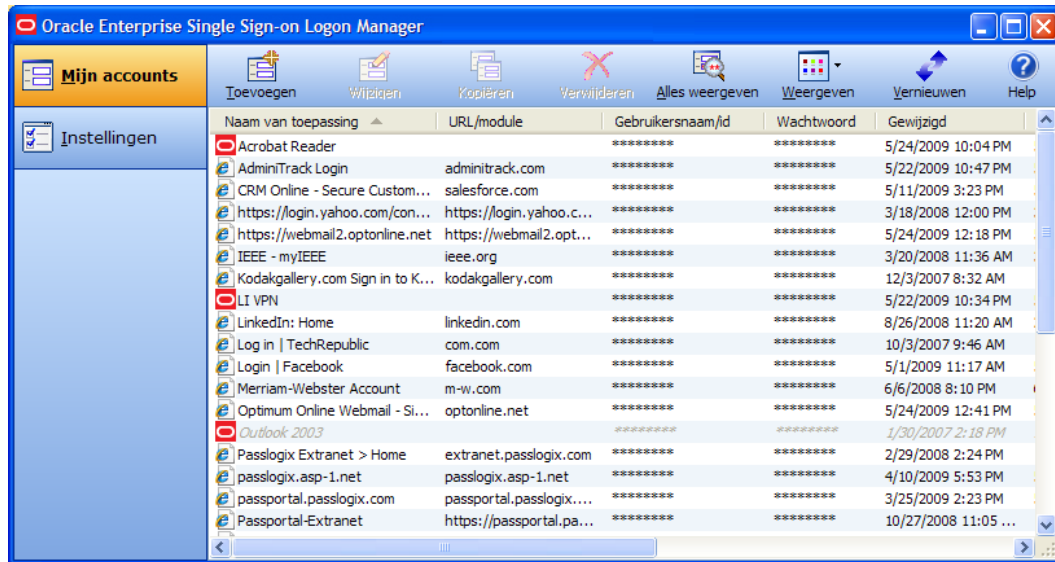 Oracle Enterprise Single Sign-on Logon Manager
Mijn accounts
Instellingen
Toevoegen Wijzigen Kopiëren Verwijderen Alles weergeven Weergeven Vernieuwen Help
Naam van toepassing URL/module Gebruikersnaam/id Wachtwoord Gewijzigd
Acrobat Reader ******** ******** 5/24/2009 10:04 PM
AdminiTrack Login adminitrack.com ******** ******** 5/22/2009 10:47 PM
CRM Online - Secure Custom... salesforce.com ******** ******** 5/11/2009 3:23 PM
https://login.yahoo.com/con... https://login.yahoo.c... ******** ******** 3/18/2008 12:00 PM
https://webmail2.optonline.net https://webmail2.opt... ******** ******** 5/24/2009 12:18 PM
IEEE - myIEEE ieee.org ******** ******** 3/20/2008 11:36 AM
Kodakgallery.com Sign in to K... kodakgallery.com ******** ******** 12/3/2007 8:32 AM
LI VPN ******** ******** 5/22/2009 10:34 PM
LinkedIn: Home linkedin.com ******** ******** 8/26/2008 11:20 AM
Log in | TechRepublic com.com ******** ******** 10/3/2007 9:46 AM
Login | Facebook facebook.com ******** ******** 5/1/2009 11:17 AM
Merriam-Webster Account m-w.com ******** ******** 6/6/2008 8:10 PM
Optimum Online Webmail - Si... optonline.net ******** ******** 5/24/2009 12:41 PM
Outlook 2003 ******** ******** 1/30/2007 2:18 PM
Passlogix Extranet > Home extranet.passlogix.com ******** ******** 2/29/2008 2:24 PM
passlogix.asp-1.net passlogix.asp-1.net ******** ******** 4/10/2009 5:53 PM
passportal.passlogix.com passportal.passlogix.... ******** ******** 3/25/2009 2:23 PM
Passportal-Extranet https://passportal.pa... ******** ******** 10/27/2008 11:05 ...